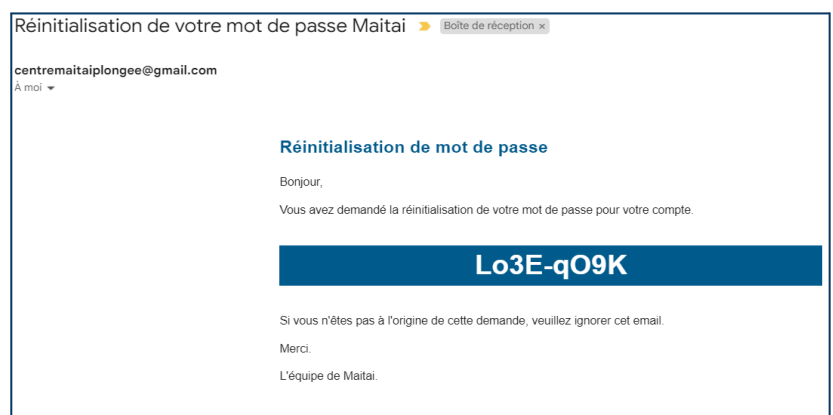 Réinitialisation de votre mot de passe Maitai Boîte de réception ×
centremaitaiplongee@gmail.com
À moi
Réinitialisation de mot de passe
Bonjour,
Vous avez demandé la réinitialisation de votre mot de passe pour votre compte.
Lo3E-qO9K
Si vous n'êtes pas à l'origine de cette demande, veuillez ignorer cet email.
Merci.
L'équipe de Maitai.